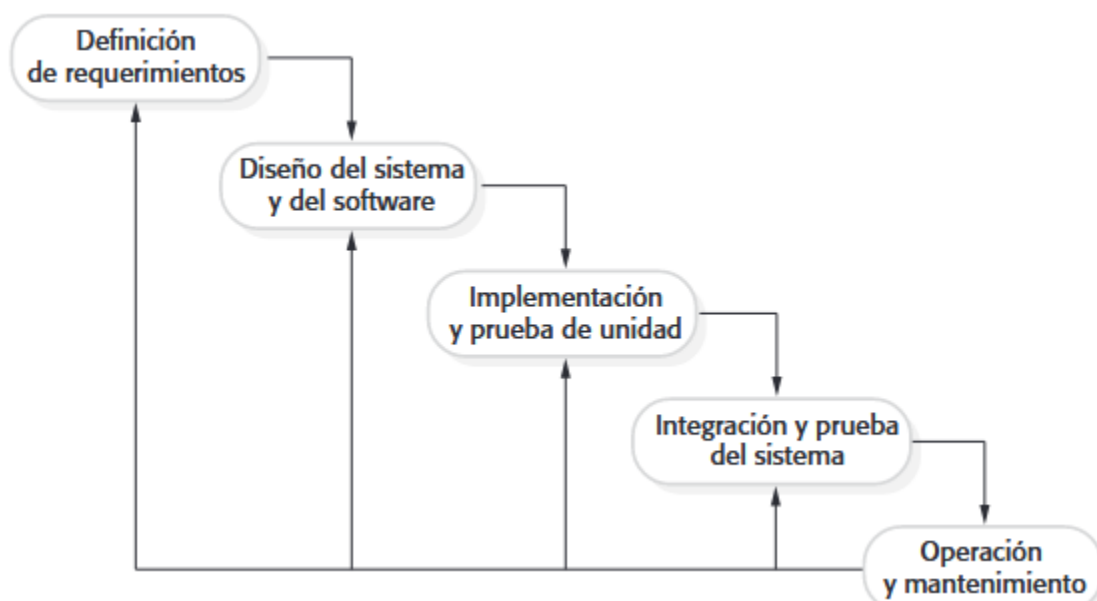 Definición
de requerimientos
Diseño del sistema
y del software
Implementación
y prueba de unidad
Integración y prueba
del sistema
Operación
y mantenimiento